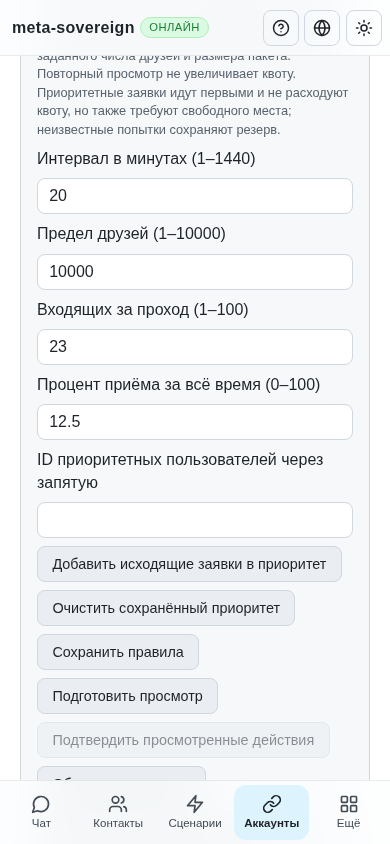 meta-sovereign ОНЛАЙН
заданного числа друзей и размера пакета.
Повторный просмотр не увеличивает квоту.
Приоритетные заявки идут первыми и не расходуют
квоту, но также требуют свободного места;
неизвестные попытки сохраняют резерв.
Интервал в минутах (1–1440)
20
Предел друзей (1–10000)
10000
Входящих за проход (1–100)
23
Процент приёма за всё время (0–100)
12.5
ID приоритетных пользователей через
запятую
Добавить исходящие заявки в приоритет
Очистить сохранённый приоритет
Сохранить правила
Подготовить просмотр
Подтвердить просмотренные действия
Чат
Контакты
Сценарии
Аккаунты
Ещё